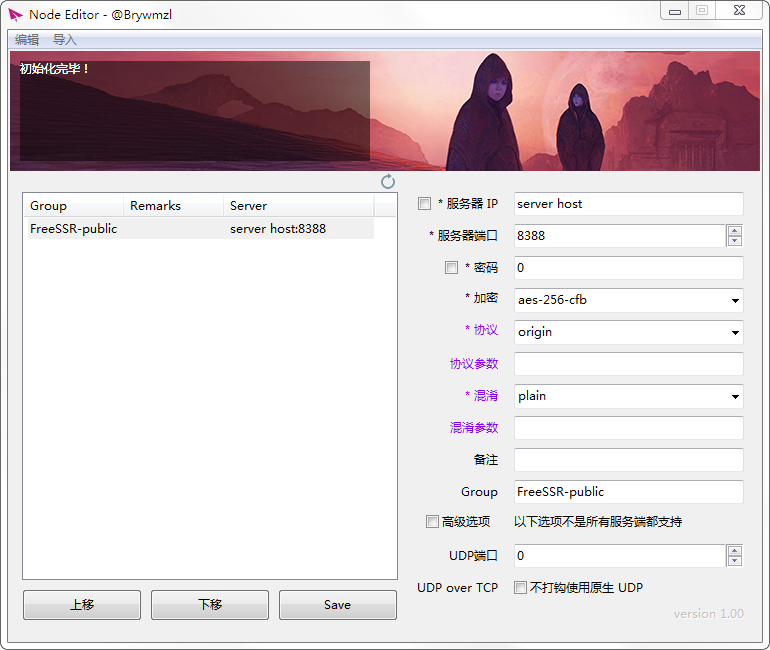 Node Editor - @Brywmzl
编辑 导入
初始化完毕！
Group Remarks Server
FreeSSR-public server host:8388
上移 下移 Save
* 服务器 IP server host
* 服务器端口 8388
* 密码 0
* 加密 aes-256-cfb
* 协议 origin
协议参数
* 混淆 plain
混淆参数
备注
Group FreeSSR-public
高级选项 以下选项不是所有服务端都支持
UDP端口 0
UDP over TCP 不打钩使用原生 UDP
version 1.00